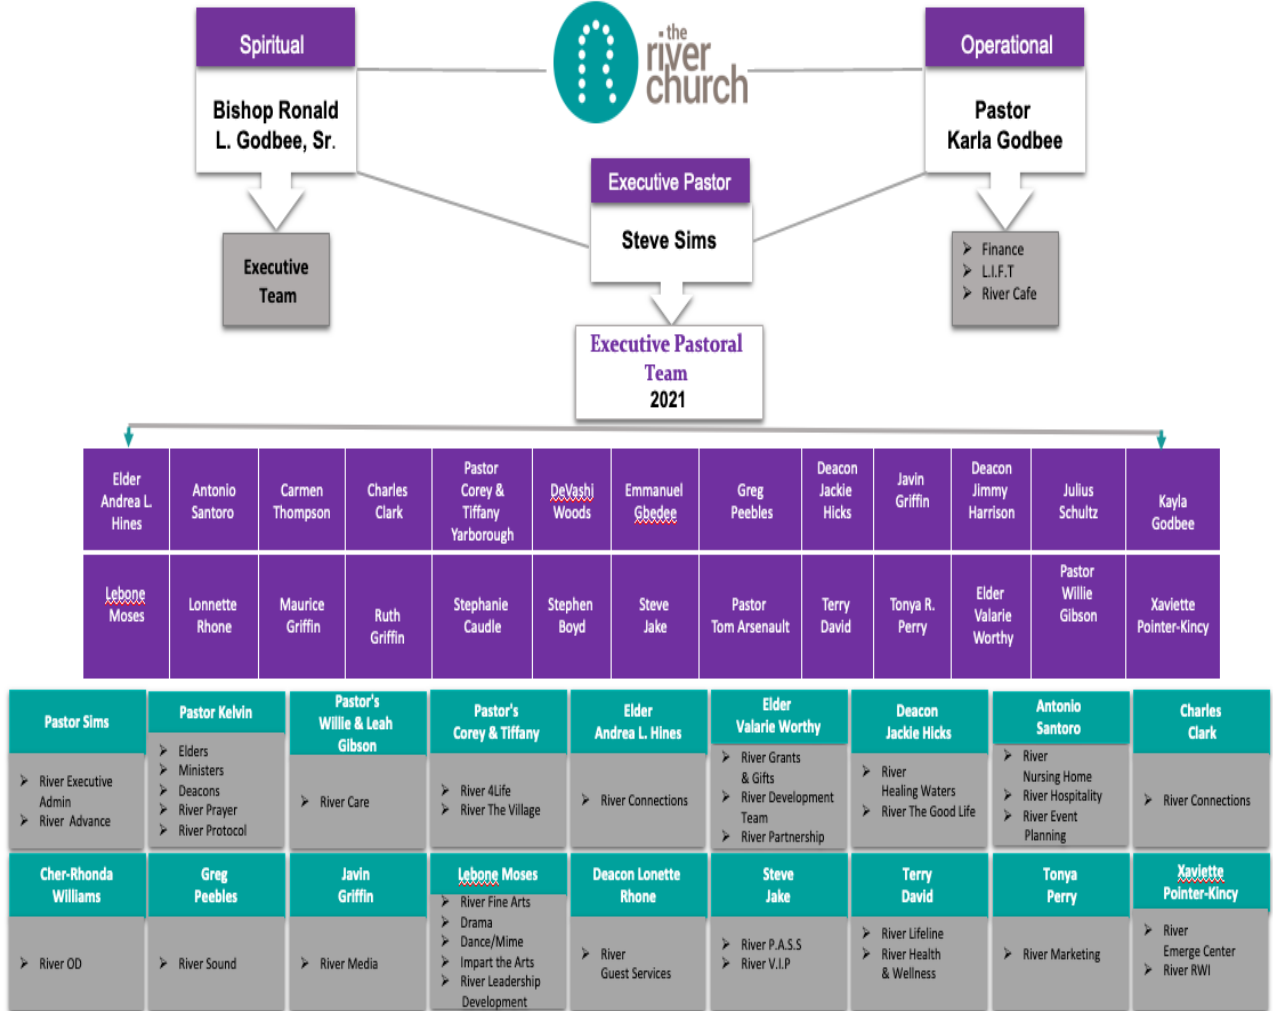 Spiritual
Bishop Ronald
L. Godbee, Sr.
Executive
Team
the
river
church
Operational
Pastor
Karla Godbee
➢ Finance
➢ L.I.F.T
➢ River Cafe
Executive Pastor
Steve Sims
Executive Pastoral
Team
2021
Elder
Andrea L.
Hines
Antonio
Santoro
Carmen
Thompson
Charles
Clark
Pastor
Corey &
Tiffany
Yarborough
DeVashi
Woods
Emmanuel
Gbedee
Greg
Peebles
Deacon
Jackie
Hicks
Javin
Griffin
Deacon
Jimmy
Harrison
Julius
Schultz
Kayla
Godbee
Lebone
Moses
Lonnette
Rhone
Maurice
Griffin
Ruth
Griffin
Stephanie
Caudle
Stephen
Boyd
Steve
Jake
Pastor
Tom Arsenault
Terry
David
Tonya R.
Perry
Elder
Valarie
Worthy
Pastor
Willie
Gibson
Xaviette
Pointer-Kincy
Pastor Sims
➢ River Executive
Admin
➢ River Advance
Pastor Kelvin
➢ Elders
➢ Ministers
➢ Deacons
➢ River Prayer
➢ River Protocol
Pastor's
Willie & Leah
Gibson
➢ River Care
Pastor's
Corey & Tiffany
➢ River 4Life
➢ River The Village
Elder
Andrea L. Hines
➢ River Connections
Elder
Valarie Worthy
➢ River Grants
& Gifts
➢ River Development
Team
➢ River Partnership
Deacon
Jackie Hicks
➢ River
Healing Waters
➢ River The Good Life
Antonio
Santoro
➢ River
Nursing Home
➢ River Hospitality
➢ River Event
Planning
Charles
Clark
➢ River Connections
Cher-Rhonda
Williams
➢ River OD
Greg
Peebles
➢ River Sound
Javin
Griffin
➢ River Media
Lebone Moses
➢ River Fine Arts
➢ Drama
➢ Dance/Mime
➢ Impart the Arts
➢ River Leadership
Development
Deacon Lonette
Rhone
➢ River
Guest Services
Steve
Jake
➢ River P.A.S.S
➢ River V.I.P
Terry
David
➢ River Lifeline
➢ River Health
& Wellness
Tonya
Perry
➢ River Marketing
Xaviette
Pointer-Kincy
➢ River
Emerge Center
➢ River RWI